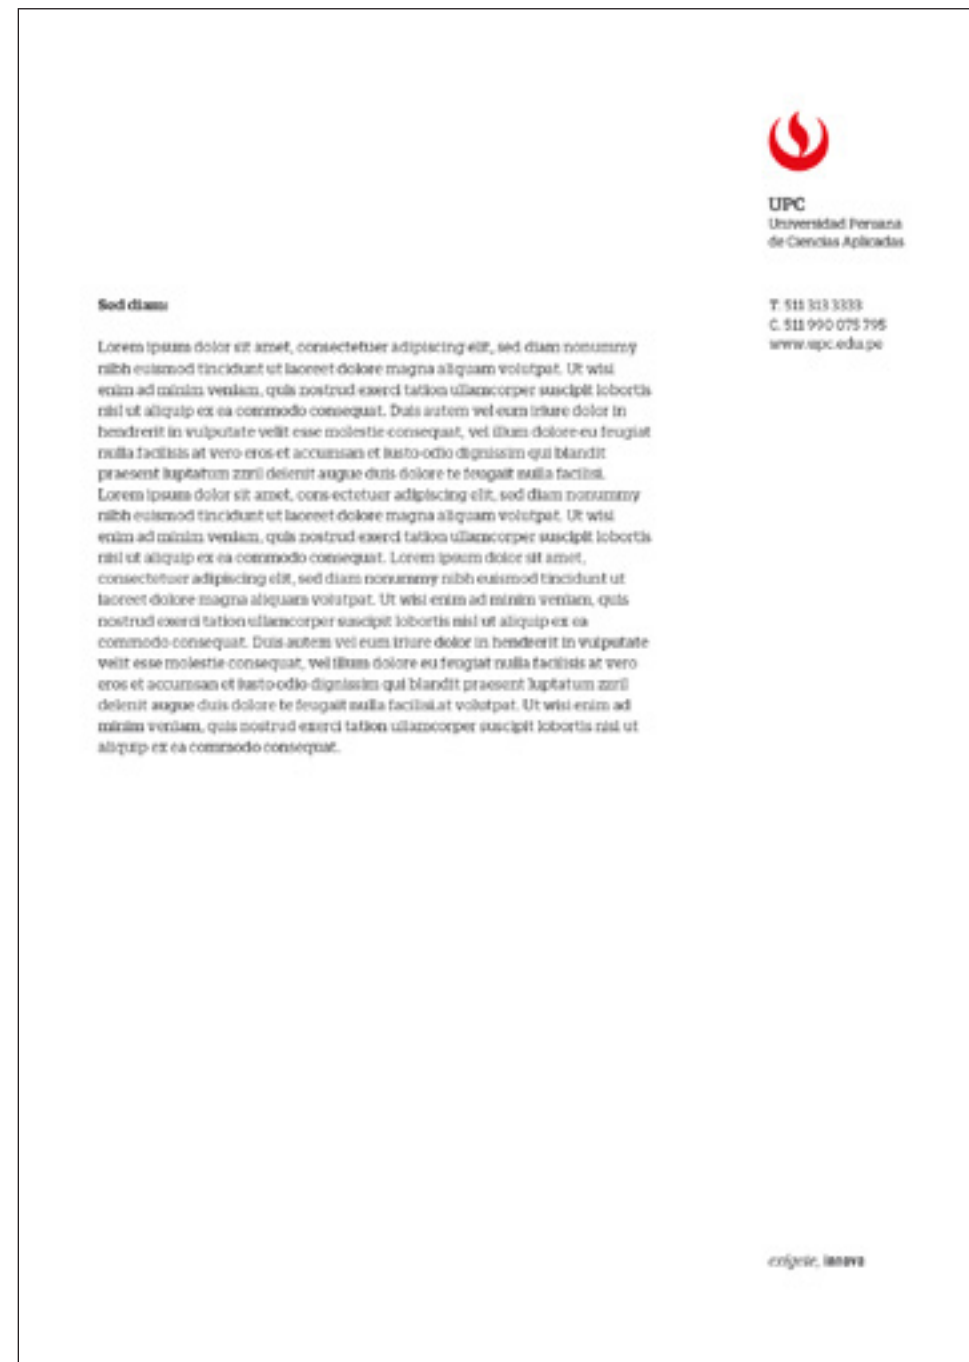 UPC
Universidad Peruana
de Ciencias Aplicadas
T. 511 313 3333
C. 511 990 075 795
www.upc.edu.pe
Sed diam:
Lorem ipsum dolor sit amet, consectetuer adipiscing elit, sed diam nonummy
nibh euismod tincidunt ut laoreet dolore magna aliquam volutpat. Ut wisi
enim ad minim veniam, quis nostrud exerci tation ullamcorper suscipit lobortis
nisl ut aliquip ex ea commodo consequat. Duis autem vel eum iriure dolor in
hendrerit in vulputate velit esse molestie consequat, vel illum dolore eu feugiat
nulla facilisis at vero eros et accumsan et iusto odio dignissim qui blandit
praesent luptatum zzril delenit augue duis dolore te feugait nulla facilisi.
Lorem ipsum dolor sit amet, cons ectetuer adipiscing elit, sed diam nonummy
nibh euismod tincidunt ut laoreet dolore magna aliquam volutpat. Ut wisi
enim ad minim veniam, quis nostrud exerci tation ullamcorper suscipit lobortis
nisl ut aliquip ex ea commodo consequat. Lorem ipsum dolor sit amet,
consectetuer adipiscing elit, sed diam nonummy nibh euismod tincidunt ut
laoreet dolore magna aliquam volutpat. Ut wisi enim ad minim veniam, quis
nostrud exerci tation ullamcorper suscipit lobortis nisl ut aliquip ex ea
commodo consequat. Duis autem vel eum iriure dolor in hendrerit in vulputate
velit esse molestie consequat, vel illum dolore eu feugiat nulla facilisis at vero
eros et accumsan et iusto odio dignissim qui blandit praesent luptatum zzril
delenit augue duis dolore te feugait nulla facilisi.at volutpat. Ut wisi enim ad
minim veniam, quis nostrud exerci tation ullamcorper suscipit lobortis nisl ut
aliquip ex ea commodo consequat.
exígete, innova